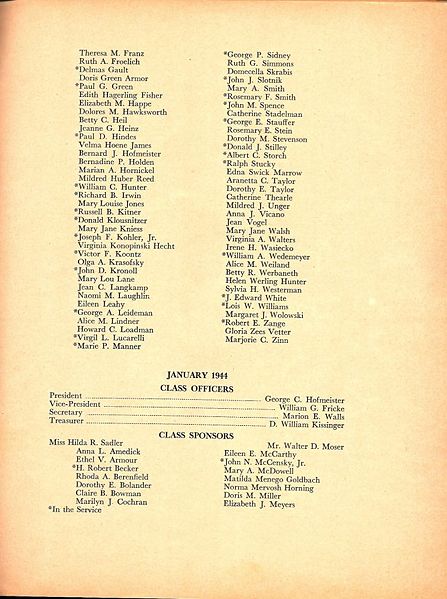 Theresa M. Franz
Ruth A. Froelich
*Delmas Gault
Doris Green Armor
*Paul G. Green
Edith Hagerling Fisher
Elizabeth M. Happe
Dolores M. Hawksworth
Betty C. Heil
Jeanne G. Heinz
*Paul D. Hindes
Velma Hoene James
Bernard J. Hofmeister
Bernadine P. Holden
Marian A. Hornickel
Mildred Huber Reed
*William C. Hunter
*Richard B. Irwin
Mary Louise Jones
*Russell B. Kitner
*Donald Klousnitzer
Mary Jane Kniess
*Joseph F. Kohler, Jr.
Virginia Konopinski Hecht
*Victor F. Koontz
Olga A. Krasofsky
*John D. Kronoll
Mary Lou Lane
Jean C. Langkamp
Naomi M. Laughlin
Eileen Leahy
*George A. Leideman
Alice M. Lindner
Howard C. Loadman
*Virgil L. Lucarelli
*Marie P. Manner
*George P. Sidney
Ruth G. Simmons
Domecella Skrabis
*John J. Slotnik
Mary A. Smith
*Rosemary F. Smith
*John M. Spence
Catherine Stadelman
*George E. Stauffer
Rosemary E. Stein
Dorothy M. Stevenson
*Donald J. Stilley
*Albert C. Storch
*Ralph Stucky
Edna Swick Marrow
Aranetta C. Taylor
Dorothy E. Taylor
Catherine Thearle
Mildred J. Unger
Anna J. Vicano
Jean Vogel
Mary Jane Walsh
Virginia A. Walters
Irene H. Wasiecko
*William A. Wedemeyer
Alice M. Weiland
Betty R. Werbaneth
Helen Werling Hunter
Sylvia H. Westerman
*J. Edward White
*Lois W. Williams
Margaret J. Wolowski
*Robert E. Zange
Gloria Zees Vetter
Marjorie C. Zinn
JANUARY 1944
CLASS OFFICERS
President ........ George C. Hofmeister
Vice-President ........ William G. Fricke
Secretary ........ Marion E. Walls
Treasurer ........ D. William Kissinger
CLASS SPONSORS
Miss Hilda R. Sadler
Anna L. Amedick
Ethel V. Armour
*H. Robert Becker
Rhoda A. Berenfield
Dorothy E. Bolander
Claire B. Bowman
Marilyn J. Cochran
*In the Service
Mr. Walter D. Moser
Eileen E. McCarthy
*John N. McGensky, Jr.
Mary A. McDowell
Matilda Menego Goldbach
Norma Mervosh Horning
Doris M. Miller
Elizabeth J. Meyers